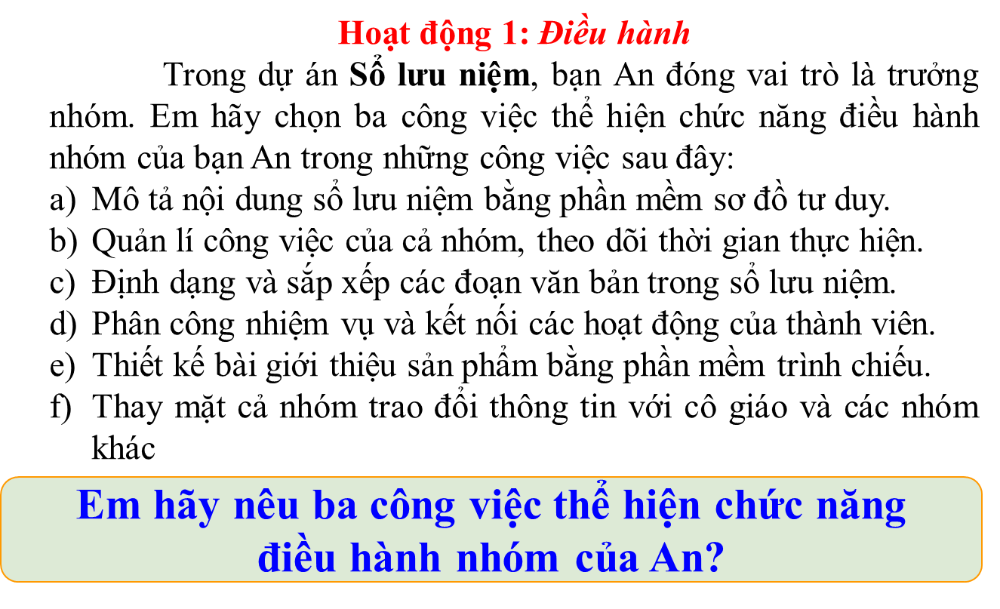 Hoạt động 1: Điều hành
Trong dự án Sổ lưu niệm, bạn An đóng vai trò là trưởng
nhóm. Em hãy chọn ba công việc thể hiện chức năng điều hành
nhóm của bạn An trong những công việc sau đây:
a) Mô tả nội dung sổ lưu niệm bằng phần mềm sơ đồ tư duy.
b) Quản lí công việc của cả nhóm, theo dõi thời gian thực hiện.
c) Định dạng và sắp xếp các đoạn văn bản trong sổ lưu niệm.
d) Phân công nhiệm vụ và kết nối các hoạt động của thành viên.
e) Thiết kế bài giới thiệu sản phẩm bằng phần mềm trình chiếu.
f) Thay mặt cả nhóm trao đổi thông tin với cô giáo và các nhóm
khác
Em hãy nêu ba công việc thể hiện chức năng
điều hành nhóm của An?